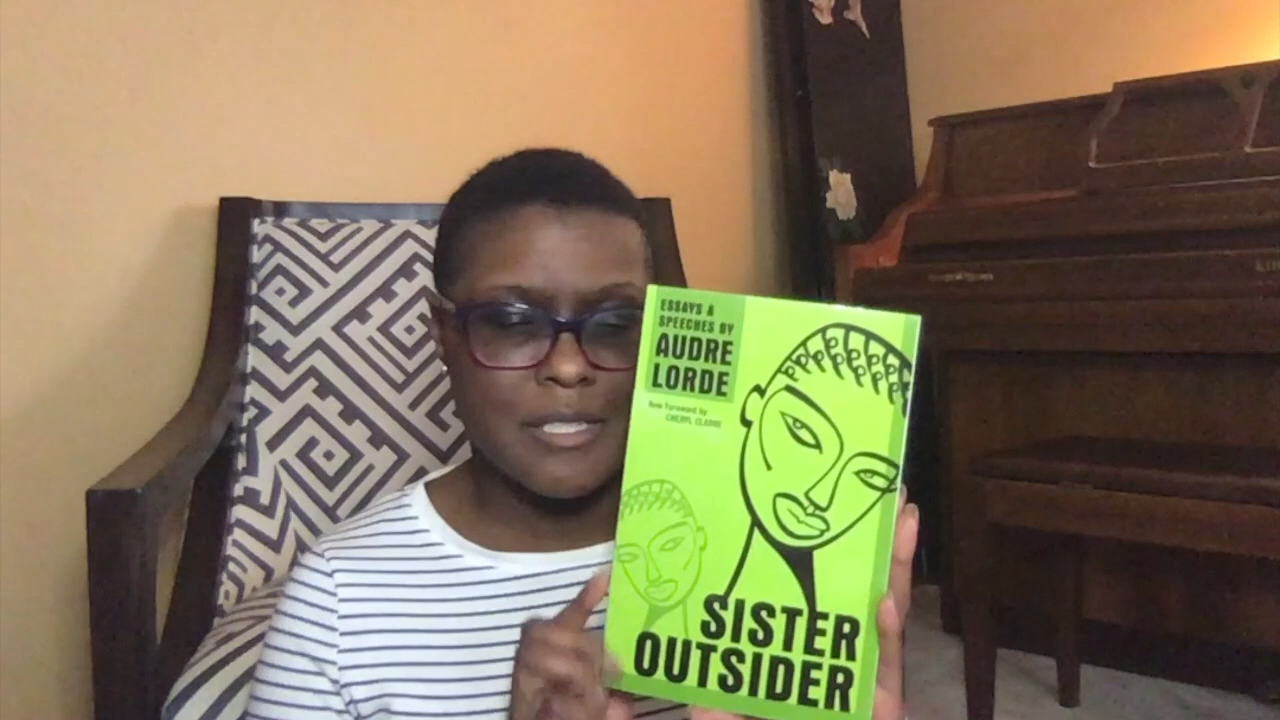 ESSAYS &
SPEECHES BY
AUDRE
LORDE
New Foreword by
CHERYL CLARKE
SISTER
OUTSIDER